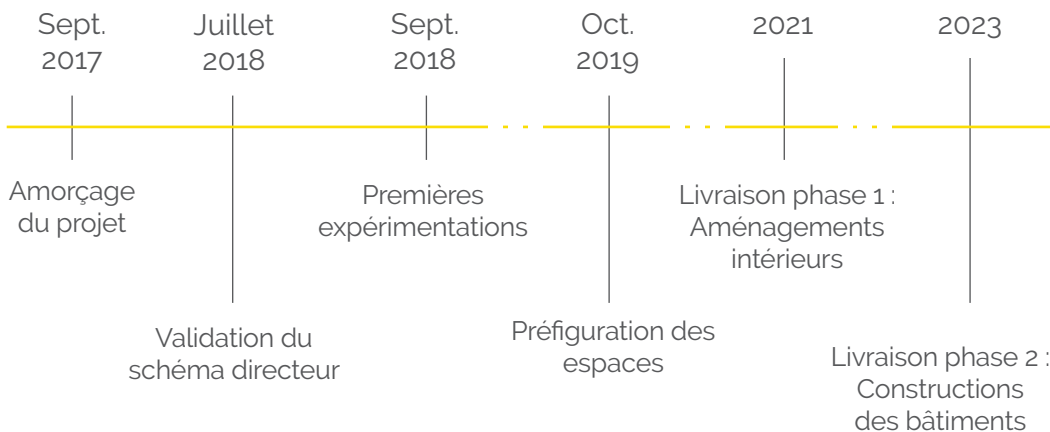 Sept.
2017
Juillet
2018
Sept.
2018
Oct.
2019
2021
2023
Amorçage
du projet
Validation du
schéma directeur
Premières
expérimentations
Préfiguration des
espaces
Livraison phase 1 :
Aménagements
intérieurs
Livraison phase 2 :
Constructions
des bâtiments